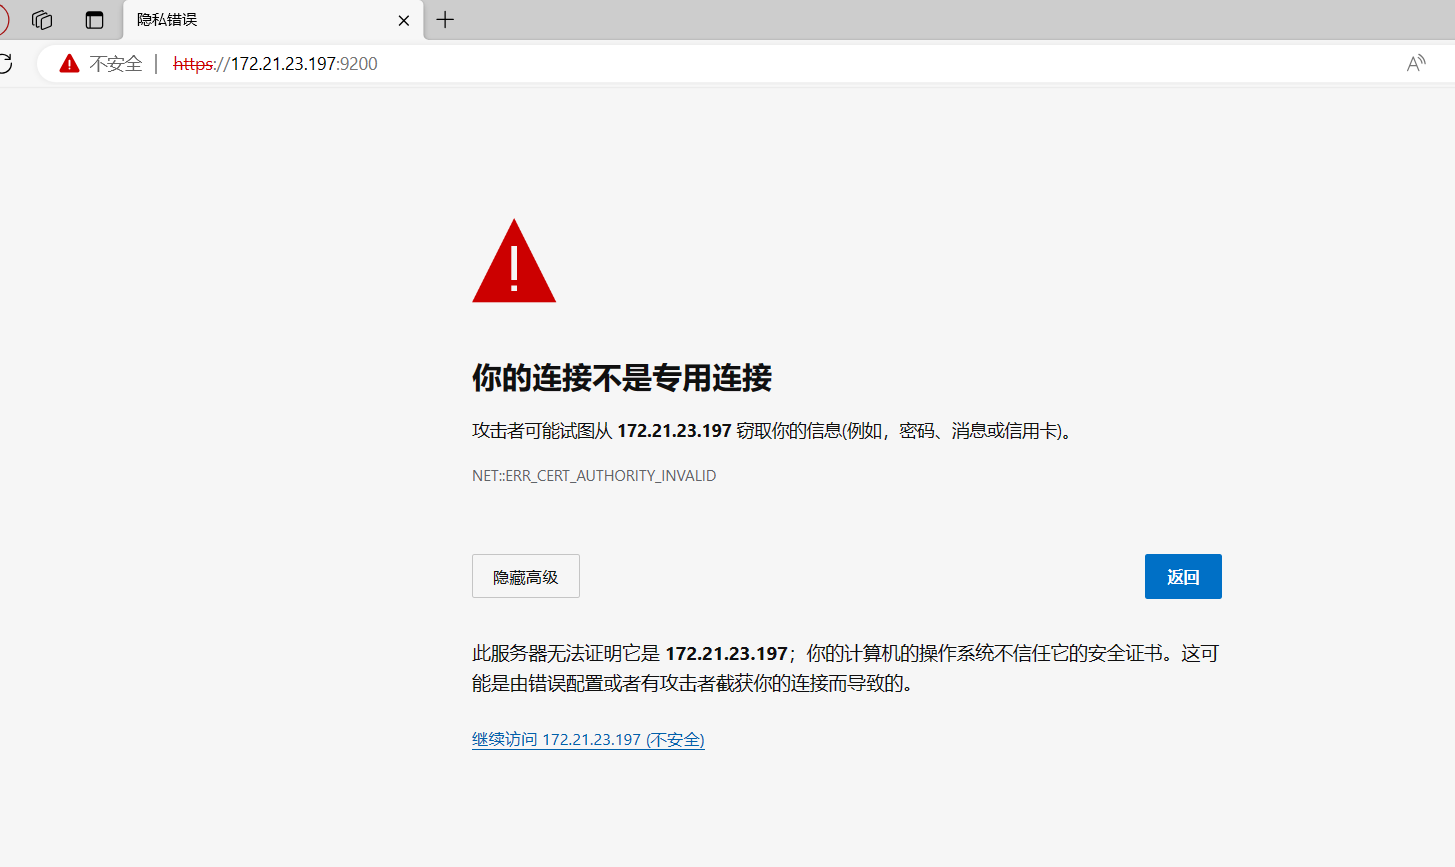 隐私错误
不安全 | https://172.21.23.197:9200
你的连接不是专用连接
攻击者可能试图从 172.21.23.197 窃取你的信息(例如，密码、消息或信用卡)。
NET::ERR_CERT_AUTHORITY_INVALID
隐藏高级
返回
此服务器无法证明它是 172.21.23.197；你的计算机的操作系统不信任它的安全证书。这可
能是由错误配置或者有攻击者截获你的连接而导致的。
继续访问 172.21.23.197 (不安全)